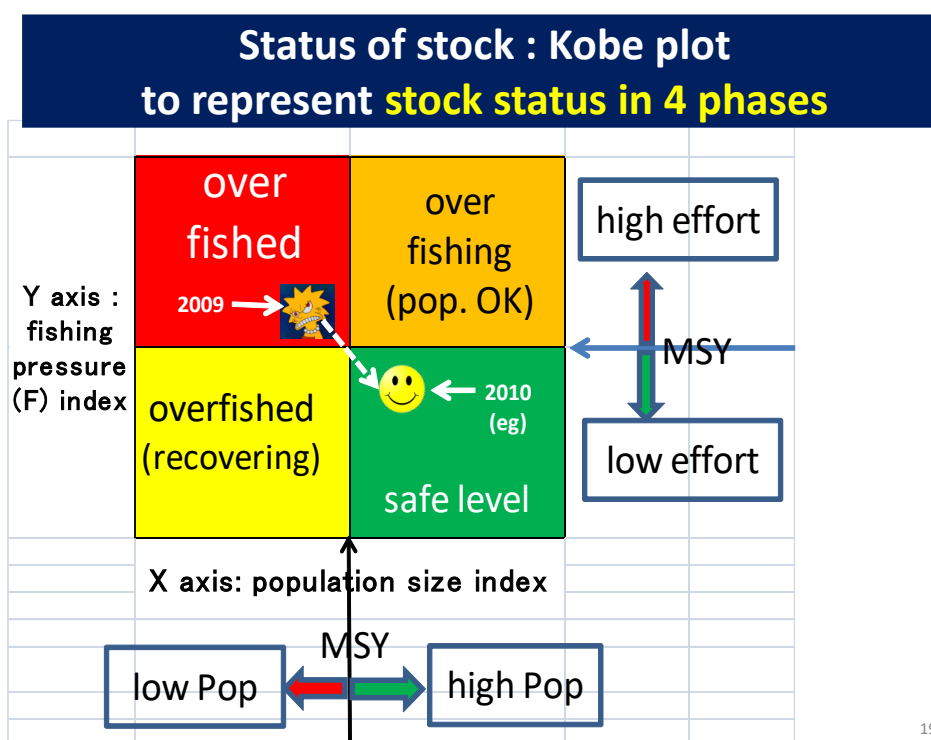 Status of stock : Kobe plot
to represent stock status in 4 phases
over
fished
over
fishing
(pop. OK)
high effort
2009
Y axis :
fishing
pressure
(F) index
MSY
overfished
(recovering)
2010
(eg)
low effort
safe level
X axis: population size index
MSY
low Pop
high Pop